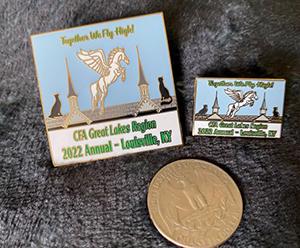 Together We Fly High!
CFA Great Lakes Region
2022 Annual – Louisville, KY
Together We Fly High!
CFA Great Lakes Region
2022 Annual – Louisville, KY